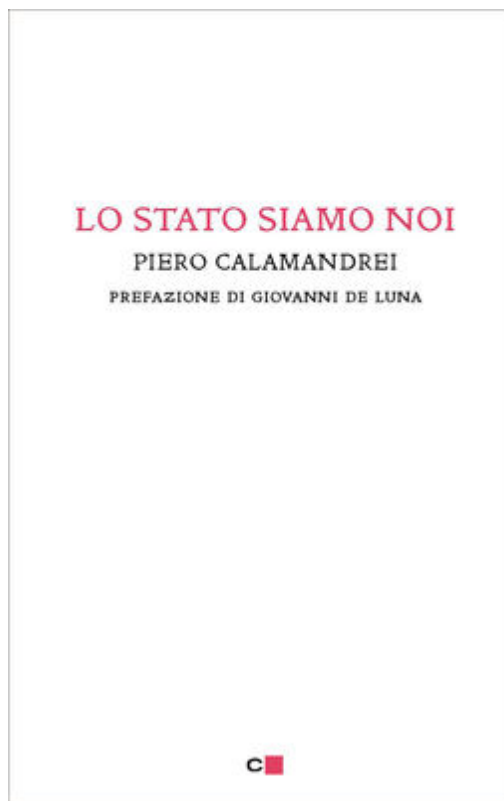 LO STATO SIAMO NOI
PIERO CALAMANDREI
PREFAZIONE DI GIOVANNI DE LUNA
C